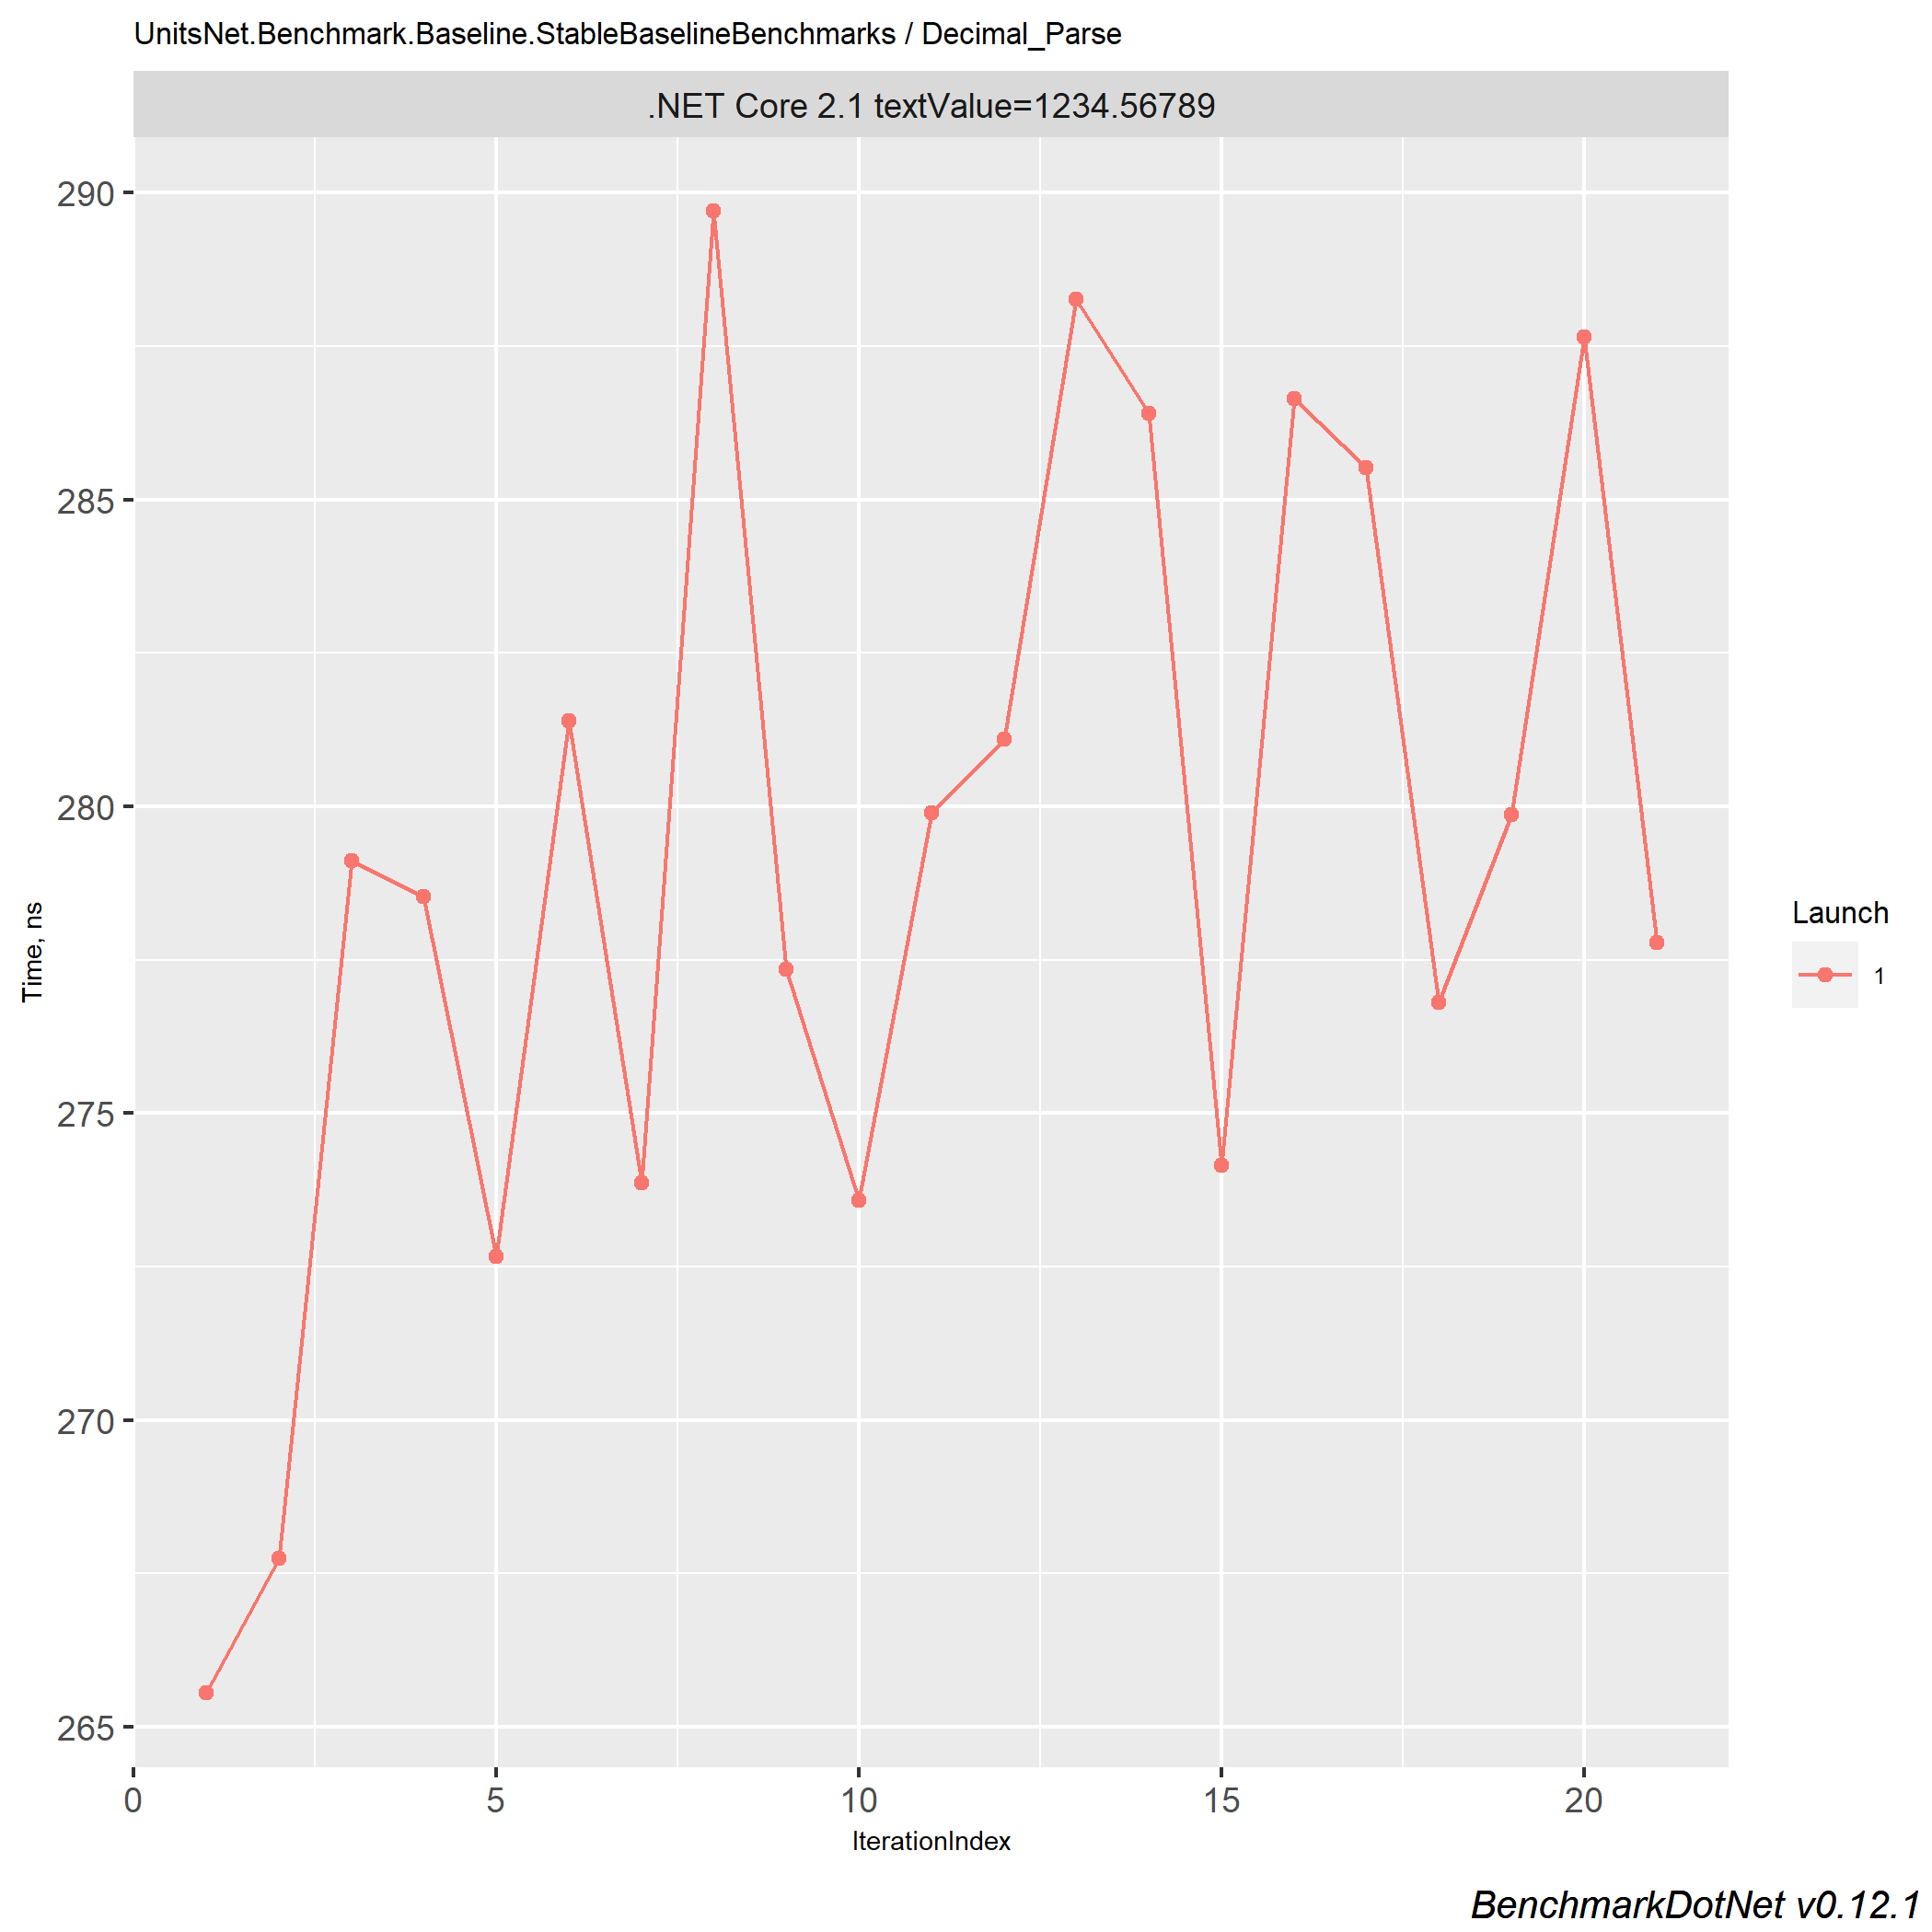 UnitsNet.Benchmark.Baseline.StableBaselineBenchmarks / Decimal_Parse
.NET Core 2.1 textValue=1234.56789
290
285
280
275
270
265
Time, ns
0 5 10 15 20
IterationIndex
Launch
1
BenchmarkDotNet v0.12.1